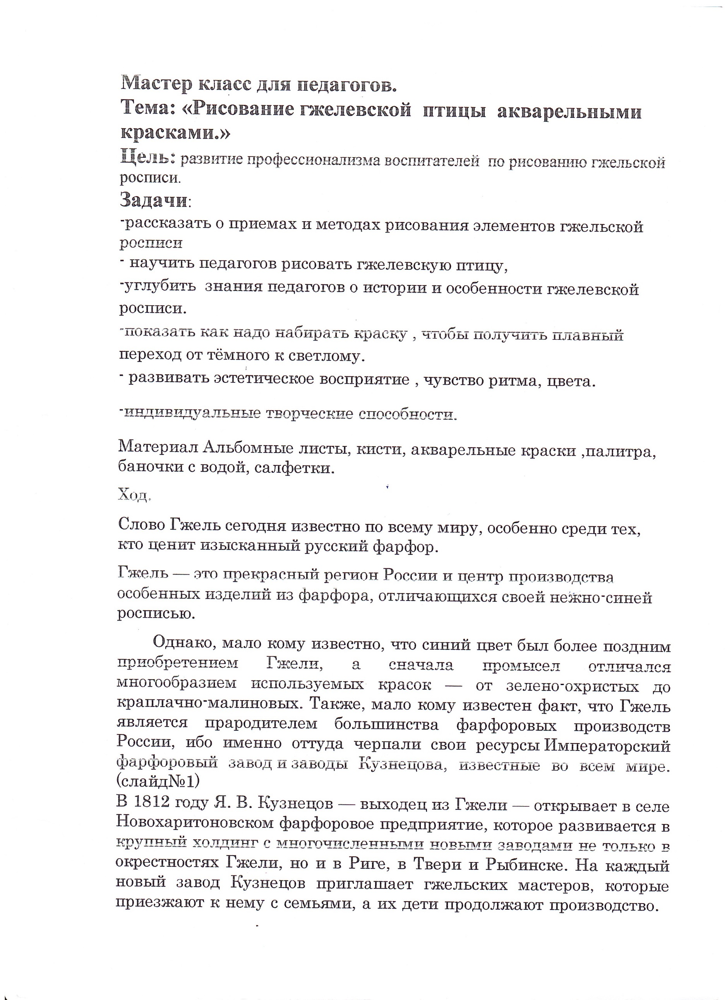 Мастер класс для педагогов.
Тема: «Рисование гжелевской птицы акварельными
красками.»
Цель: развитие профессионализма воспитателей по рисованию гжельской
росписи.
Задачи:
-рассказать о приемах и методах рисования элементов гжельской
росписи
- научить педагогов рисовать гжелевскую птицу,
-углубить знания педагогов о истории и особенности гжелевской
росписи.
-показать как надо набирать краску , чтобы получить плавный
переход от тёмного к светлому.
- развивать эстетическое восприятие , чувство ритма, цвета.
-индивидуальные творческие способности.
Материал Альбомные листы, кисти, акварельные краски ,палитра,
баночки с водой, салфетки.
Ход.
Слово Гжель сегодня известно по всему миру, особенно среди тех,
кто ценит изысканный русский фарфор.
Гжель — это прекрасный регион России и центр производства
особенных изделий из фарфора, отличающихся своей нежно-синей
росписью.
Однако, мало кому известно, что синий цвет был более поздним
приобретением Гжели, а сначала промысел отличался
многообразием используемых красок — от зелено-охристых до
краплачно-малиновых. Также, мало кому известен факт, что Гжель
является прародителем большинства фарфоровых производств
России, ибо именно оттуда черпали свои ресурсы Императорский
фарфоровый завод и заводы Кузнецова, известные во всем мире.
(слайд№1)
В 1812 году Я. В. Кузнецов — выходец из Гжели — открывает в селе
Новохаритоновском фарфоровое предприятие, которое развивается в
крупный холдинг с многочисленными новыми заводами не только в
окрестностях Гжели, но и в Риге, в Твери и Рыбинске. На каждый
новый завод Кузнецов приглашает гжельских мастеров, которые
приезжают к нему с семьями, а их дети продолжают производство.